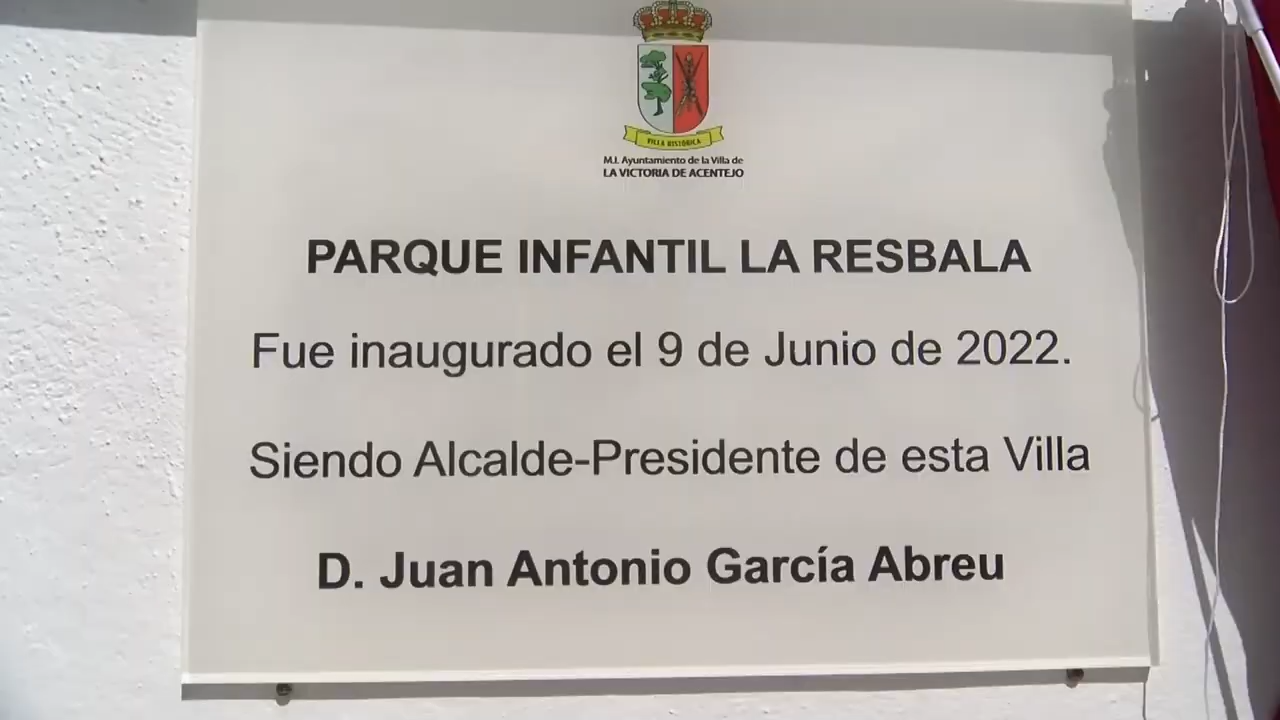 VILLA HISTÓRICA
M.I. Ayuntamiento de la Villa de
LA VICTORIA DE ACENTEJO
PARQUE INFANTIL LA RESBALA
Fue inaugurado el 9 de Junio de 2022.
Siendo Alcalde-Presidente de esta Villa
D. Juan Antonio García Abreu